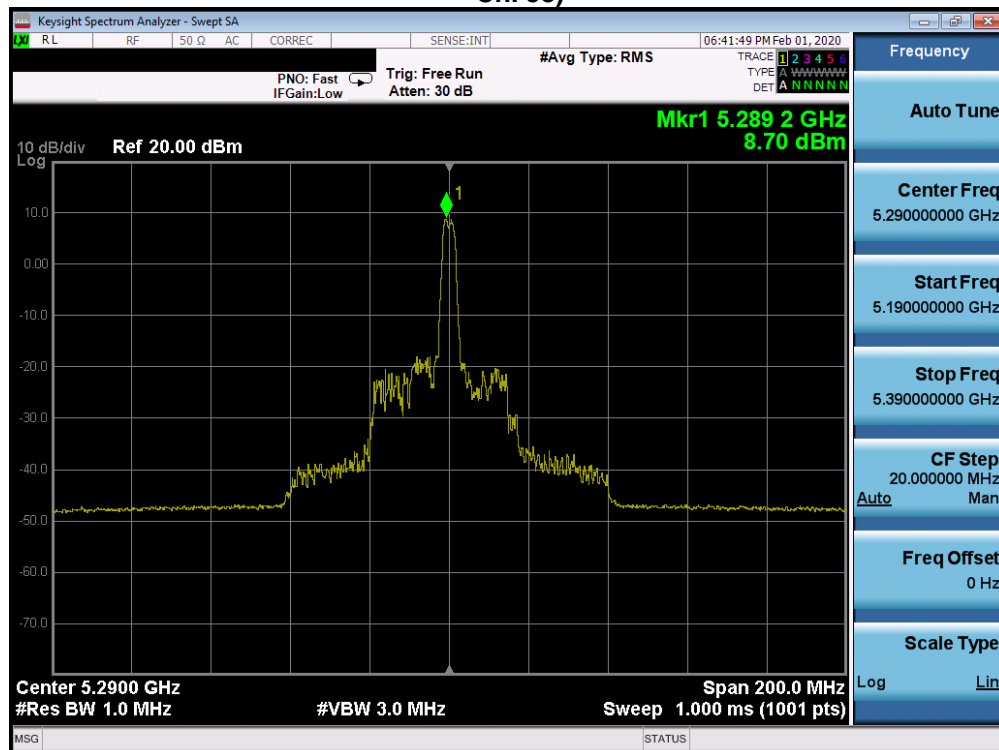 Keysight Spectrum Analyzer - Swept SA
LXI RL RF 50 Ω AC CORREC SENSE:INT 06:41:49 PM Feb 01, 2020
#Avg Type: RMS
TRACE 1 2 3 4 5 6
TYPE A WWWWW
DET A N N N N N
PNO: Fast
IFGain:Low
Trig: Free Run
Atten: 30 dB
Mkr1 5.289 2 GHz
8.70 dBm
10 dB/div Ref 20.00 dBm
Log
1
10.0
0.00
-10.0
-20.0
-30.0
-40.0
-50.0
-60.0
-70.0
Center 5.2900 GHz Span 200.0 MHz
#Res BW 1.0 MHz #VBW 3.0 MHz Sweep 1.000 ms (1001 pts)
MSG STATUS
Frequency
Auto Tune
Center Freq
5.290000000 GHz
Start Freq
5.190000000 GHz
Stop Freq
5.390000000 GHz
CF Step
20.000000 MHz
Auto Man
Freq Offset
0 Hz
Scale Type
Log Lin